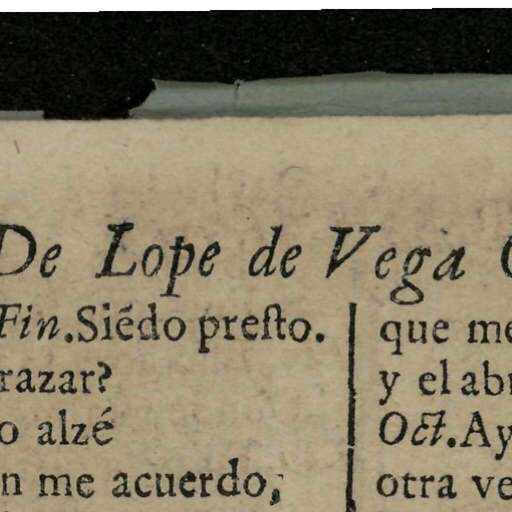 De Lope de Vega
Fin.Siédo preſto.
razar?
o alzé
n me acuerdo,
que me
y el abr
Oct.Ay
otra ve